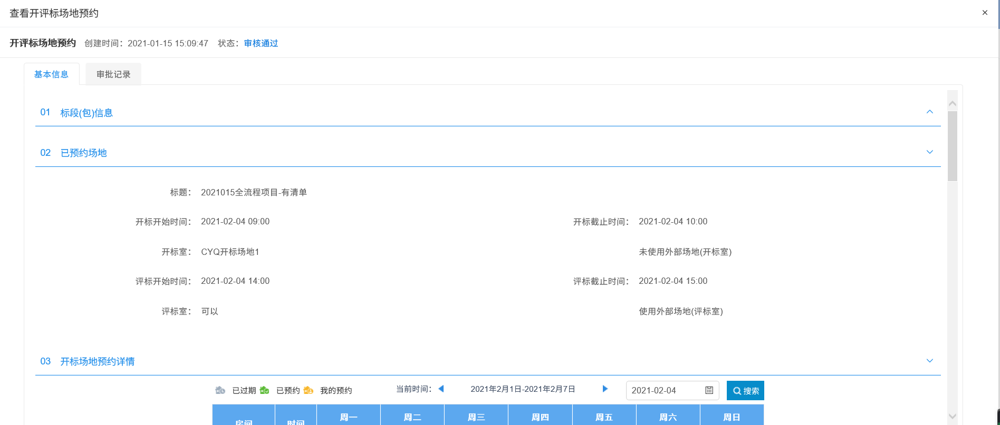 查看开评标场地预约
×
开评标场地预约 创建时间：2021-01-15 15:09:47 状态：审核通过
基本信息 审批记录
01 标段(包)信息
02 已预约场地
标题： 2021015全流程项目-有清单
开标开始时间： 2021-02-04 09:00 开标截止时间： 2021-02-04 10:00
开标室： CYQ开标场地1 未使用外部场地(开标室)
评标开始时间： 2021-02-04 14:00 评标截止时间： 2021-02-04 15:00
评标室： 可以 使用外部场地(评标室)
03 开标场地预约详情
已过期 已预约 我的预约 当前时间： 2021年2月1日-2021年2月7日 2021-02-04 搜索
房间 时间 周一 周二 周三 周四 周五 周六 周日